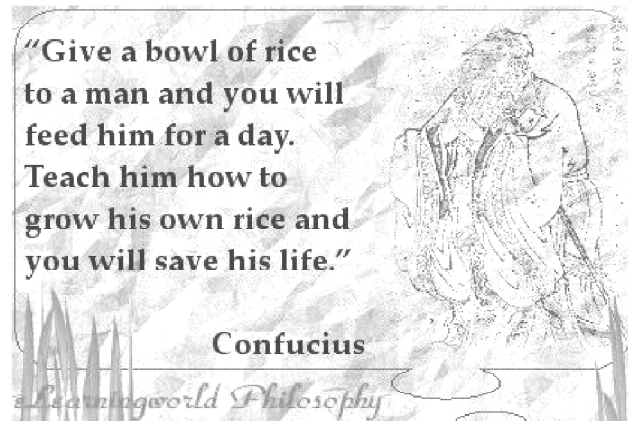 “Give a bowl of rice
to a man and you will
feed him for a day.
Teach him how to
grow his own rice and
you will save his life.”
Confucius
eLearningworld Philosophy